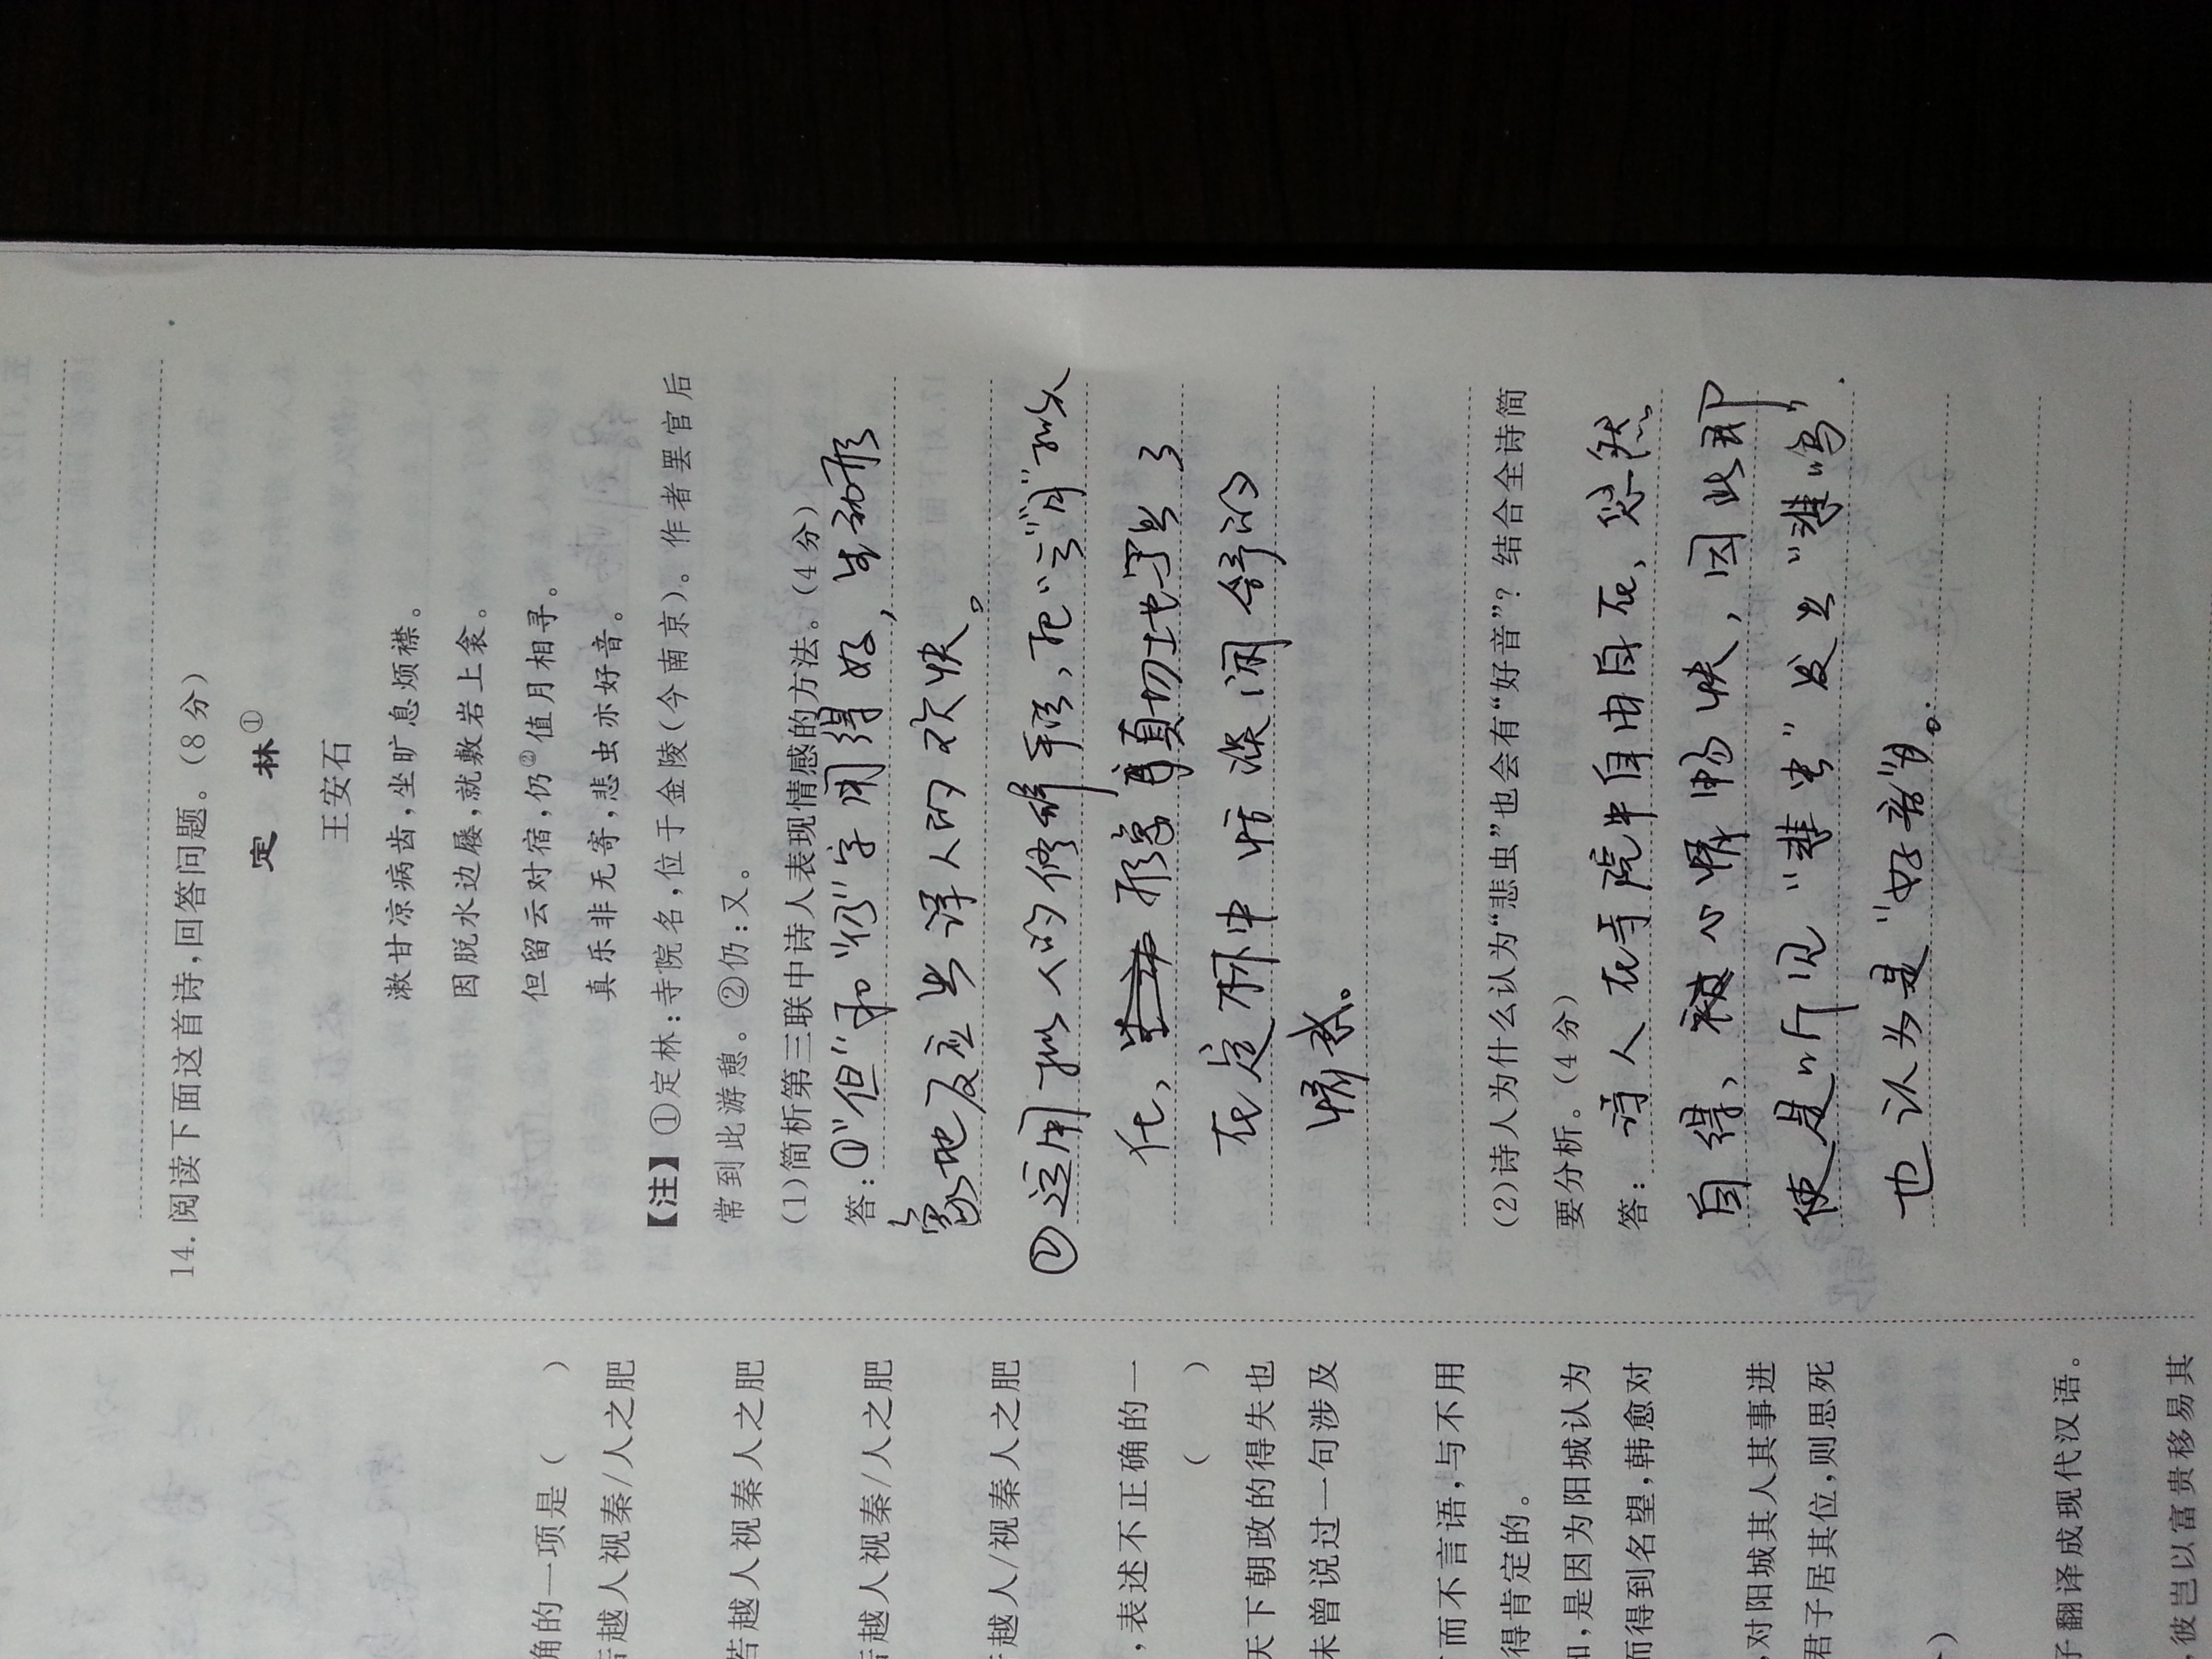 确的一项是（　　）
若越人视秦/人之肥
若越人视秦人之肥
若越人视秦/人之肥
若越人/视秦人之肥
，表述不正确的一
（　　）
天下朝政的得失也
未曾说过一句涉及
而不言语，与不用
得肯定的。
知，是因为阳城认为
而得到名望，韩愈对
，对阳城其人其事进
君子居其位，则思死
）
子翻译成现代汉语。
，彼岂以富贵移易其
14. 阅读下面这首诗，回答问题。（8 分）
定　林①
王安石
漱甘凉病齿，坐旷息烦襟。
因脱水边屦，就敷岩上衾。
但留云对宿，仍②值月相寻。
真乐非无寄，悲虫亦好音。
【注】①定林：寺院名，位于金陵（今南京）。作者罢官后
常到此游憩。②仍：又。
（1）简析第三联中诗人表现情感的方法。（4 分）
答：①“但”和“仍”字用得好，生动形
象地反应出诗人的欢快。
②运用拟人的修辞手法，把“云”“月”拟人
化，形象真切地写出了
在定林中恬淡闲舒的
情感。
（2）诗人为什么认为“悲虫”也会有“好音”？结合全诗简
要分析。（4 分）
答：诗人在寺院中自由自在、悠然
自得、被心情畅快，因此那
使是听见“悲虫”发出“悲鸣”
也认为是“好音”。
17. 对下面文字